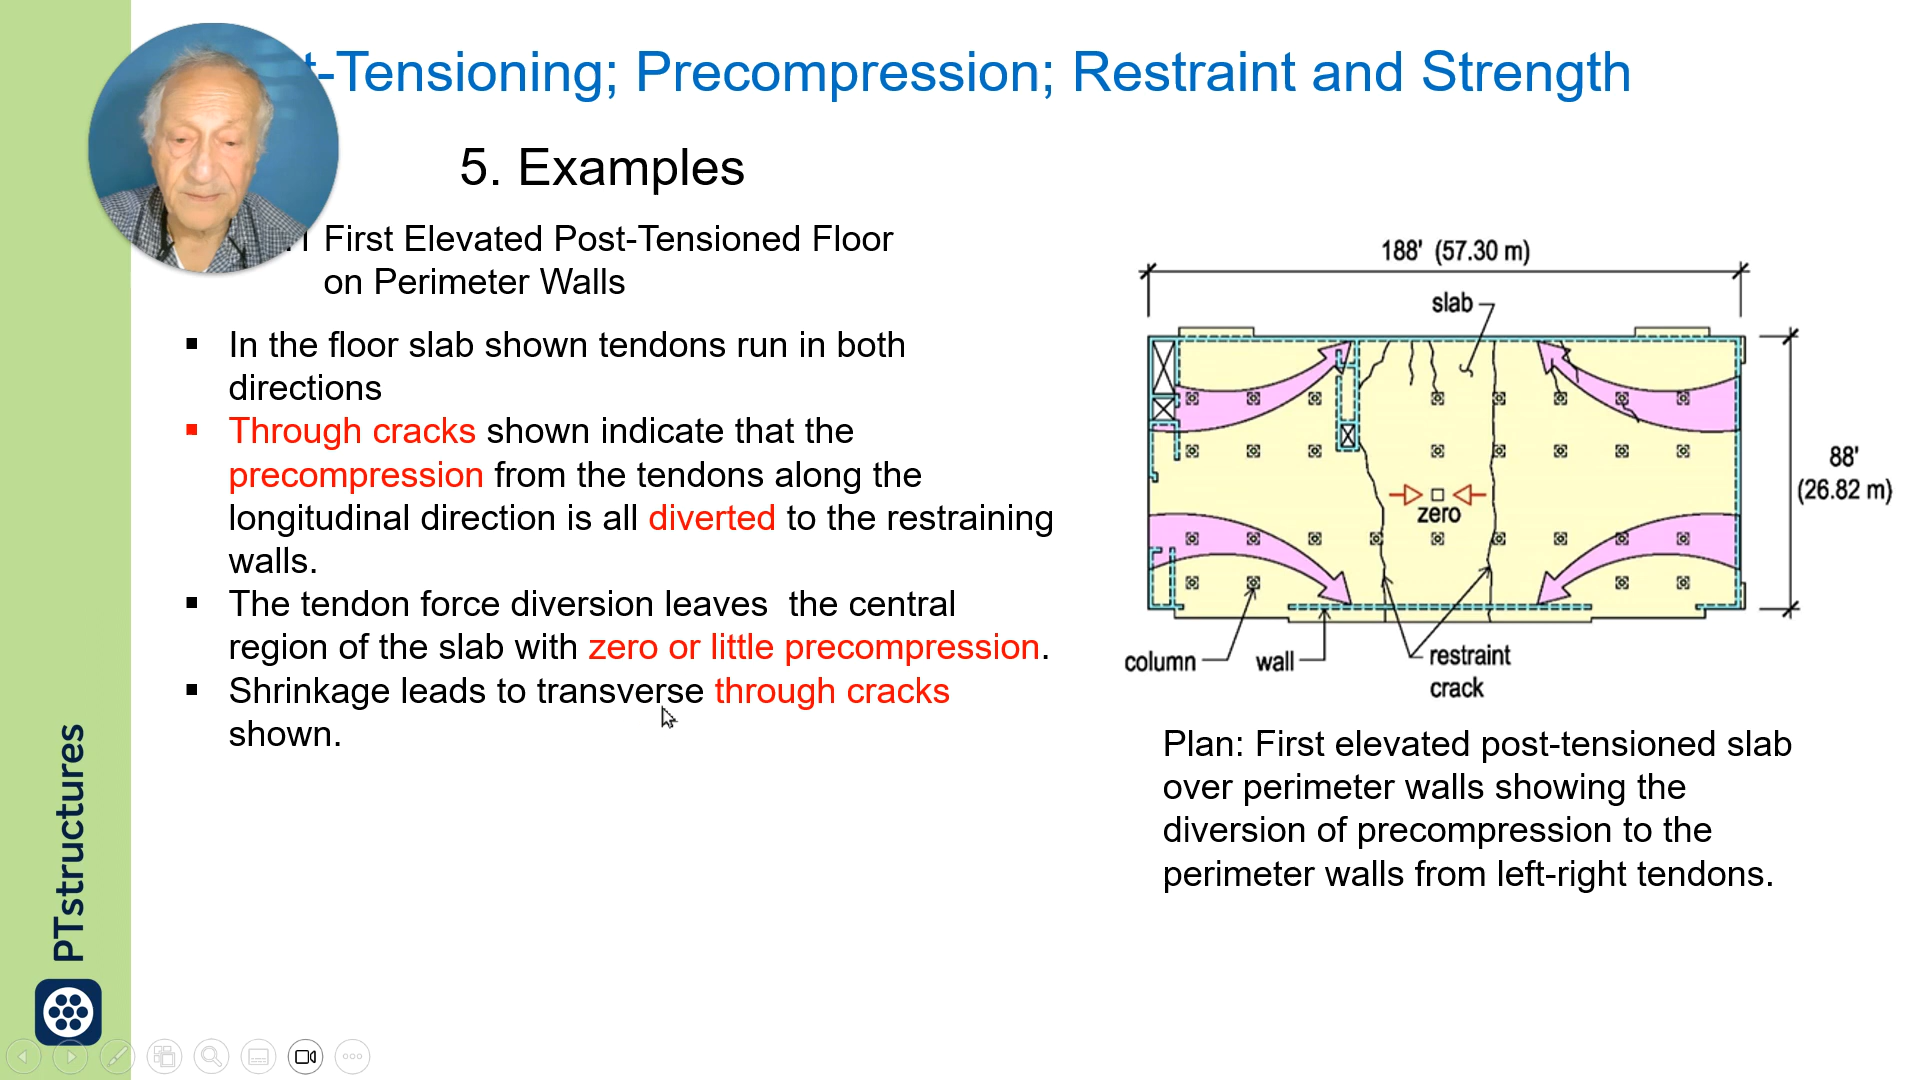 t-Tensioning; Precompression; Restraint and Strength
5. Examples
First Elevated Post-Tensioned Floor
on Perimeter Walls
▪ In the floor slab shown tendons run in both
directions
▪ Through cracks shown indicate that the
precompression from the tendons along the
longitudinal direction is all diverted to the restraining
walls.
▪ The tendon force diversion leaves the central
region of the slab with zero or little precompression.
▪ Shrinkage leads to transverse through cracks
shown.
188' (57.30 m)
slab
88'
(26.82 m)
zero
column
wall
restraint
crack
Plan: First elevated post-tensioned slab
over perimeter walls showing the
diversion of precompression to the
perimeter walls from left-right tendons.
PTstructures